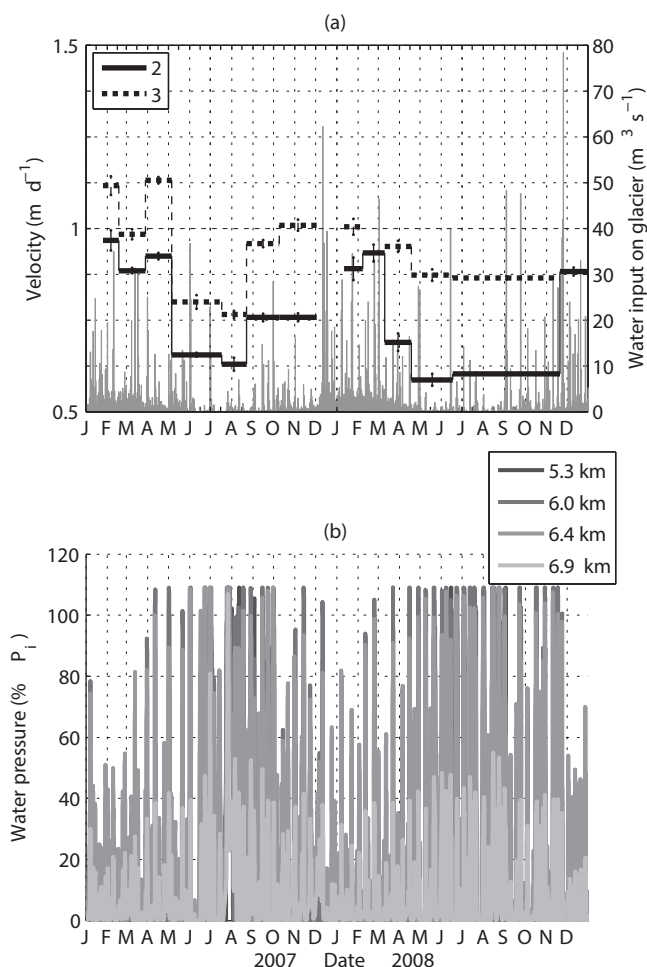 (a)
1.5
1
0.5
Velocity (m d⁻¹)
2
3
80
70
60
50
40
30
20
10
0
Water input on glacier (m³ s⁻¹)
J F M A M J J A S O N D J F M A M J J A S O N D
5.3 km
6.0 km
6.4 km
6.9 km
(b)
120
100
80
60
40
20
0
Water pressure (% Pᵢ)
J F M A M J J A S O N D J F M A M J J A S O N D
2007 Date 2008